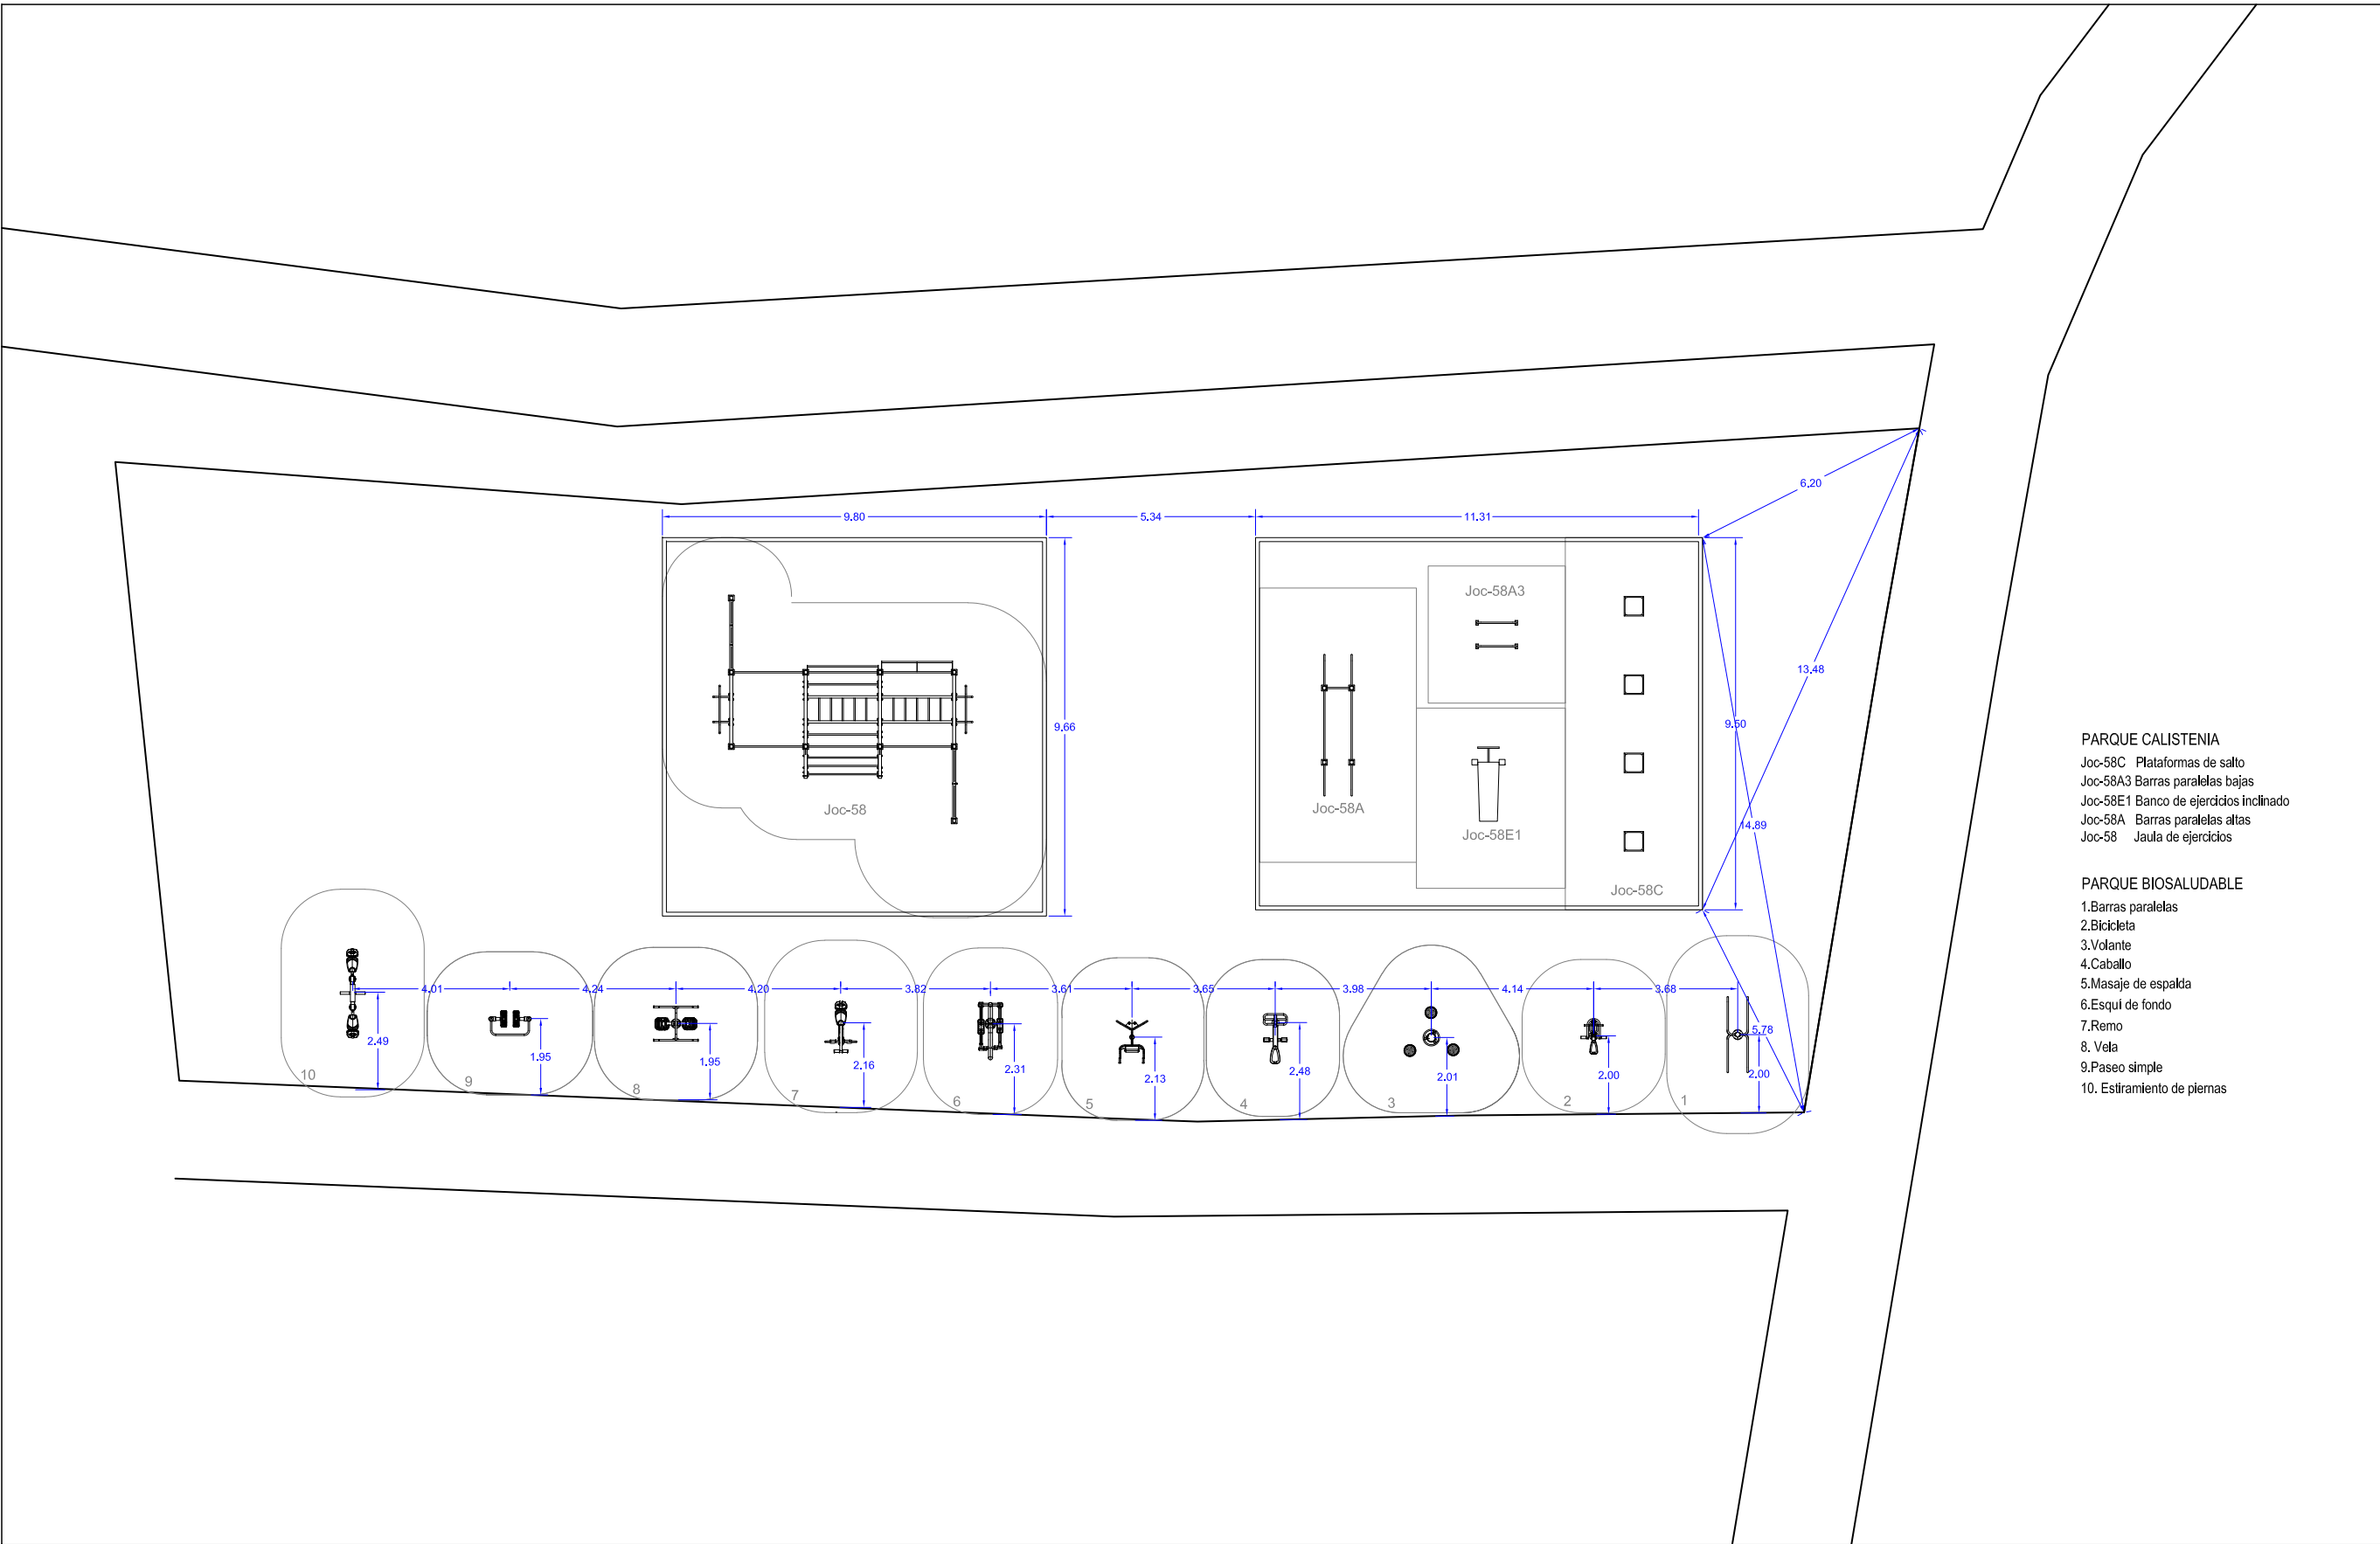 6.20
9.80
5.34
11.31
Joc-58A3
13.48
9.66
9.50
Joc-58
Joc-58A
14.89
Joc-58E1
Joc-58C
4.01
4.24
4.20
3.82
3.61
3.65
3.98
4.14
3.68
5.78
2.49
1.95
1.95
2.16
2.31
2.13
2.48
2.01
2.00
2.00
10
9
8
7
6
5
4
3
2
1
PARQUE CALISTENIA
Joc-58C Plataformas de salto
Joc-58A3 Barras paralelas bajas
Joc-58E1 Banco de ejercicios inclinado
Joc-58A Barras paralelas altas
Joc-58 Jaula de ejercicios
PARQUE BIOSALUDABLE
1.Barras paralelas
2.Bicicleta
3.Volante
4.Caballo
5.Masaje de espalda
6.Esqui de fondo
7.Remo
8. Vela
9.Paseo simple
10. Estiramiento de piernas